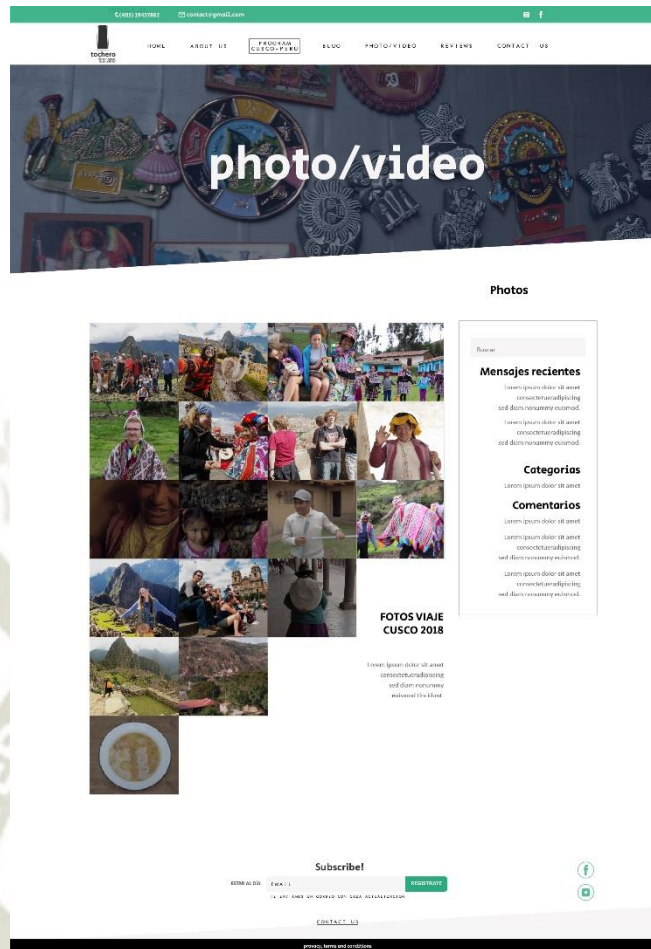 contact@gmail.com
f
tochero
HOME
ABOUT US
PROGRAM
CUSCO-PERU
BLOG
PHOTO/VIDEO
REVIEWS
CONTACT US
photo/video
Photos
Buscar
Mensajes recientes
Lorem ipsum dolor sit amet
consectetueradipiscing
sed diam nonummy euismod.
Lorem ipsum dolor sit amet
consectetueradipiscing
sed diam nonummy euismod.
Categorias
Lorem ipsum dolor sit amet
Comentarios
Lorem ipsum dolor sit amet
Lorem ipsum dolor sit amet
consectetueradipiscing
sed diam nonummy euismod.
Lorem ipsum dolor sit amet
consectetueradipiscing
sed diam nonummy euismod.
FOTOS VIAJE
CUSCO 2018
Lorem ipsum dolor sit amet
consectetueradipiscing
sed diam nonummy
euismod tincidunt.
Subscribe!
EMAIL
REGISTRATE
CONTACT US
privacy, terms and conditions